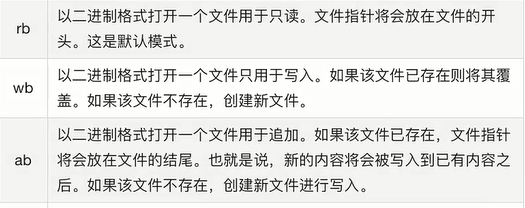 rb
以二进制格式打开一个文件用于只读。文件指针将会放在文件的开
头。这是默认模式。
wb
以二进制格式打开一个文件只用于写入。如果该文件已存在则将其覆
盖。如果该文件不存在，创建新文件。
ab
以二进制格式打开一个文件用于追加。如果该文件已存在，文件指针
将会放在文件的结尾。也就是说，新的内容将会被写入到已有内容之
后。如果该文件不存在，创建新文件进行写入。